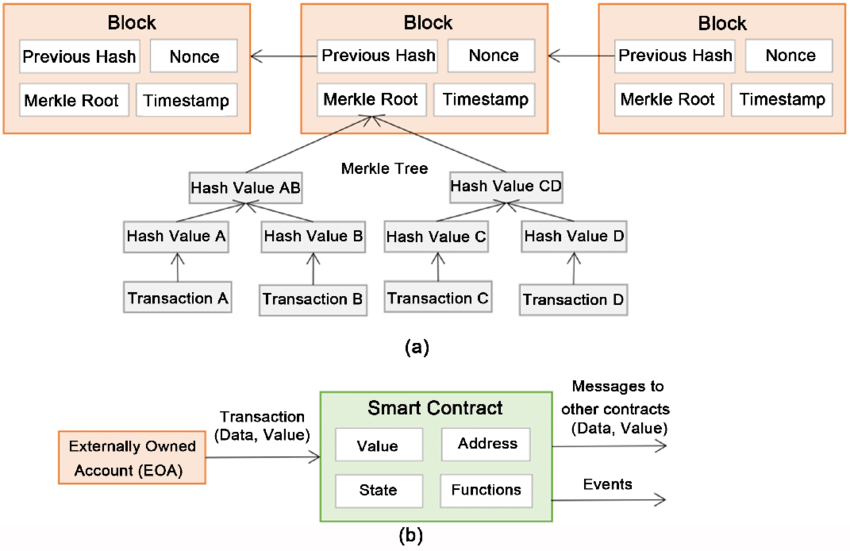 Block
Block
Block
Previous Hash
Nonce
Previous Hash
Nonce
Previous Hash
Nonce
Merkle Root
Timestamp
Merkle Root
Timestamp
Merkle Root
Timestamp
Merkle Tree
Hash Value AB
Hash Value CD
Hash Value A
Hash Value B
Hash Value C
Hash Value D
Transaction A
Transaction B
Transaction C
Transaction D
(a)
Externally Owned
Account (EOA)
Transaction
(Data, Value)
Smart Contract
Value
Address
State
Functions
Messages to
other contracts
(Data, Value)
Events
(b)